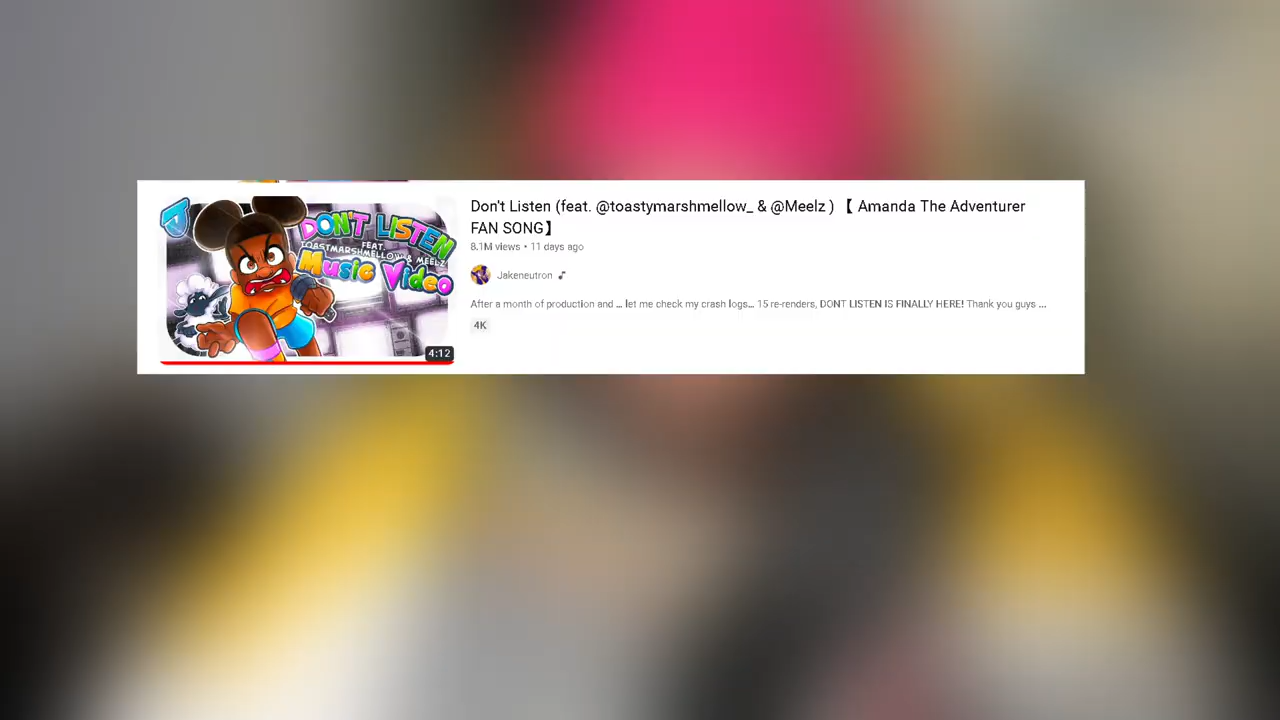 DON'T LISTEN
FEAT.
TOASTMARSHMELLOW & MEELZ
Music Video
4:12
Don't Listen (feat. @toastymarshmellow_ & @Meelz ) 【 Amanda The Adventurer
FAN SONG】
8.1M views • 11 days ago
Jakeneutron
After a month of production and ... let me check my crash logs... 15 re-renders, DONT LISTEN IS FINALLY HERE! Thank you guys ...
4K